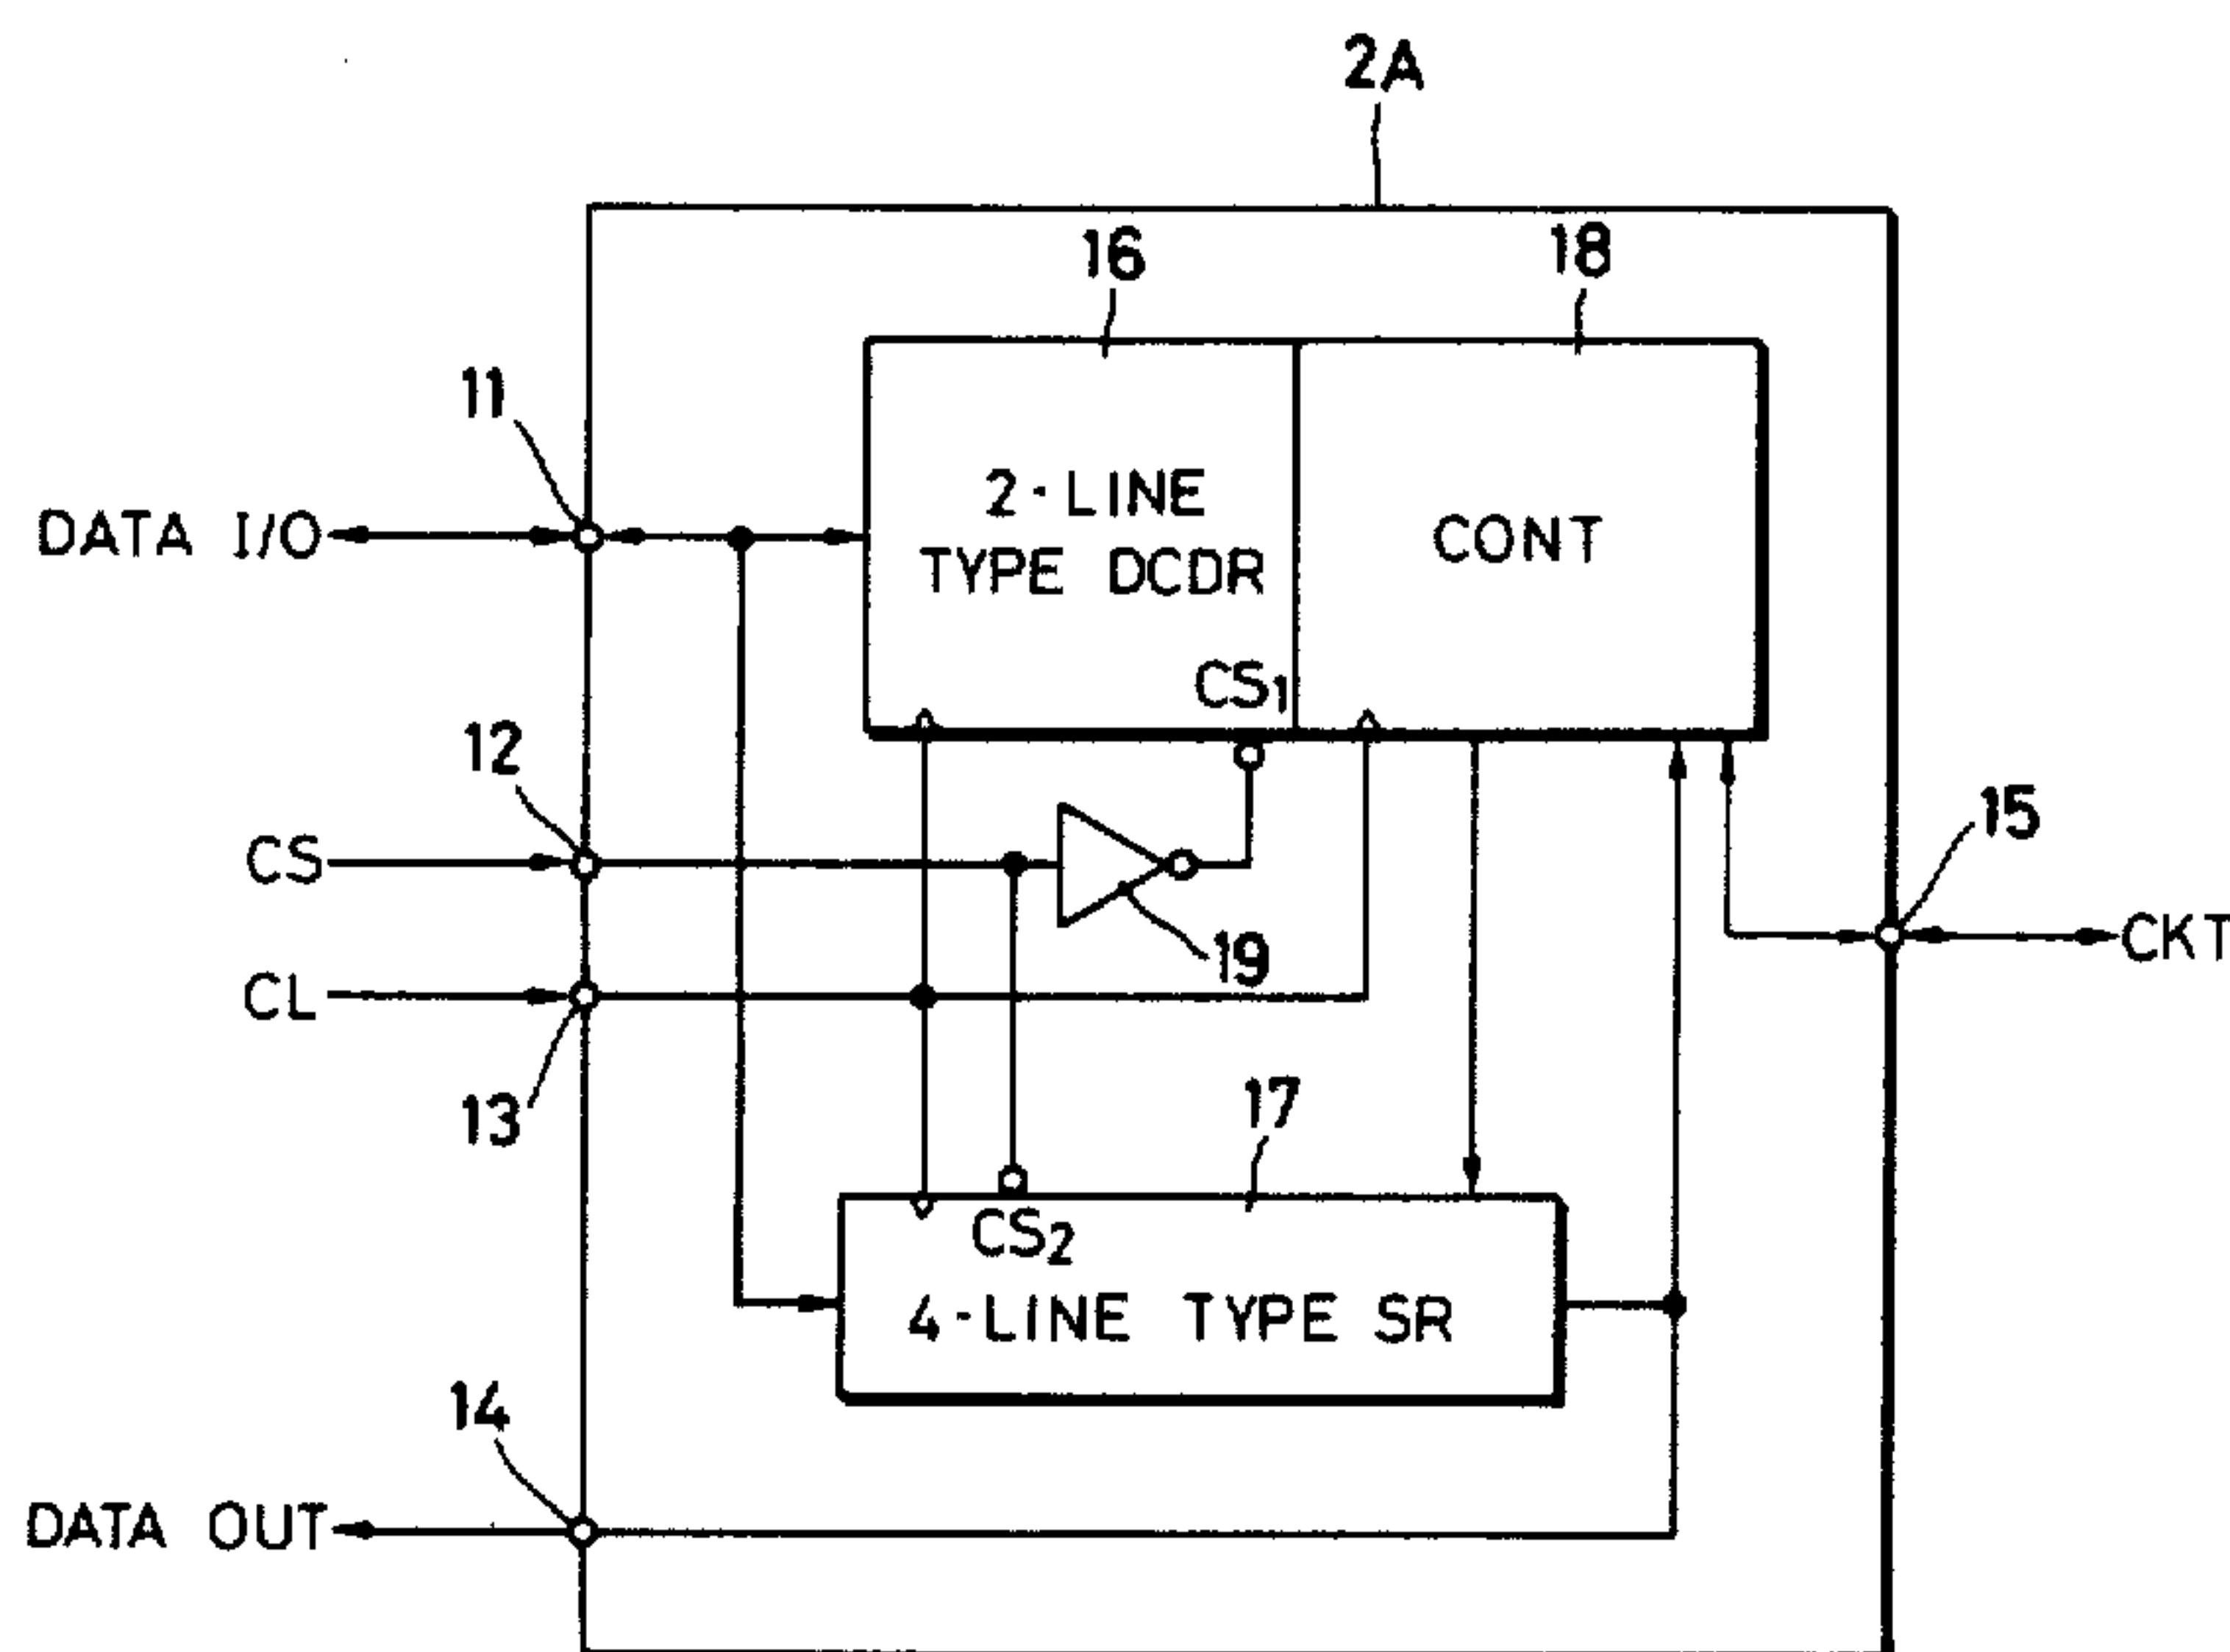 2A
16
18
11
2-LINE
TYPE DCDR
CONT
DATA I/O
CS1
12
15
CS
CKT
19
CL
13
17
CS2
4-LINE TYPE SR
14
DATA OUT